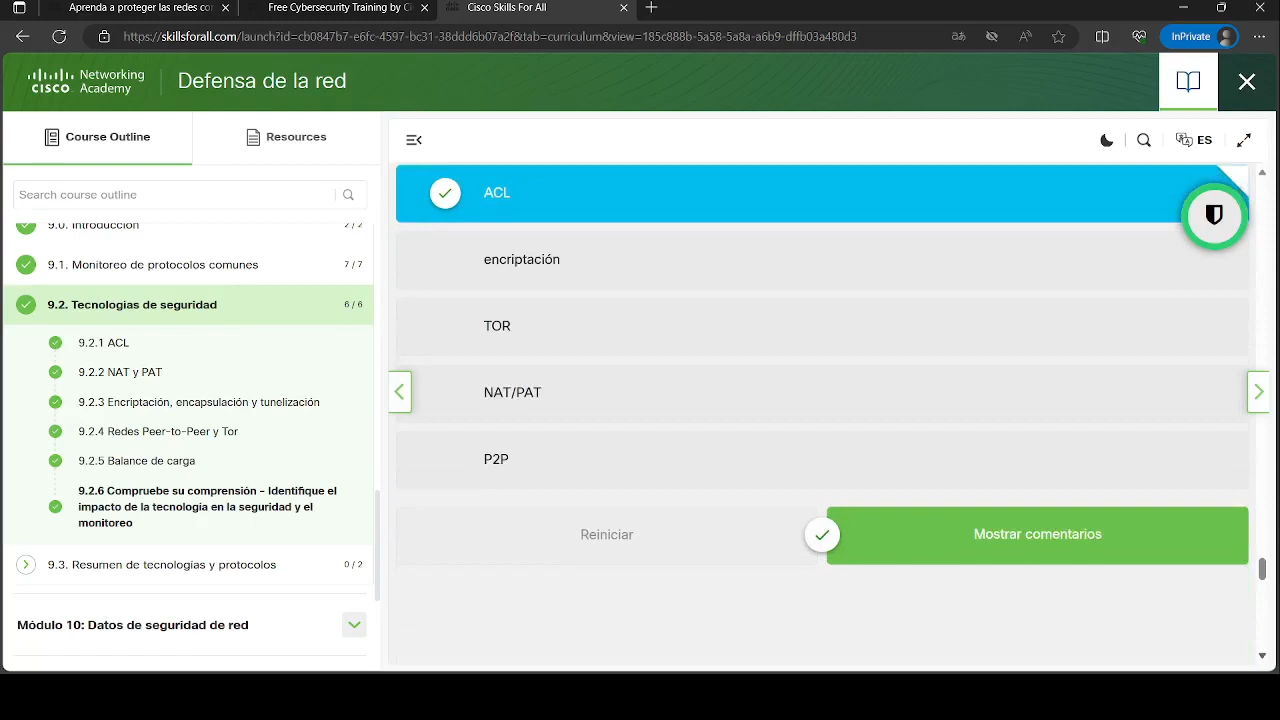 Aprenda a proteger las redes co
Free Cybersecurity Training by Ci
Cisco Skills For All
https://skillsforall.com/launch?id=cb0847b7-e6fc-4597-bc31-38ddd6b07a2f&tab=curriculum&view=185c888b-5a58-5a8a-a6b9-dffb03a480d3
InPrivate
CISCO Networking Academy
Defensa de la red
Course Outline
Resources
ES
Search course outline
9.0. Introducción 2 / 2
9.1. Monitoreo de protocolos comunes 7 / 7
9.2. Tecnologías de seguridad 6 / 6
9.2.1 ACL
9.2.2 NAT y PAT
9.2.3 Encriptación, encapsulación y tunelización
9.2.4 Redes Peer-to-Peer y Tor
9.2.5 Balance de carga
9.2.6 Compruebe su comprensión - Identifique el
impacto de la tecnología en la seguridad y el
monitoreo
9.3. Resumen de tecnologías y protocolos 0 / 2
Módulo 10: Datos de seguridad de red
ACL
encriptación
TOR
NAT/PAT
P2P
Reiniciar
Mostrar comentarios